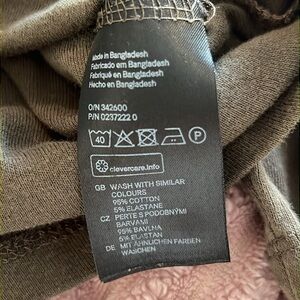 Made in Bangladesh
Fabricado em Bangladesh
Fabriqué en Bangladesh
Hecho en Bangladesh
O/N 342600
P/N 0237222 0
40
P
clevercare.info
GB WASH WITH SIMILAR
COLOURS
95% COTTON
5% ELASTANE
CZ PERTE S PODOBNÝMI
BARVAMI
95% BAVLNA
5% ELASTAN
DE MIT ÄHNLICHEN FARBEN
WASCHEN